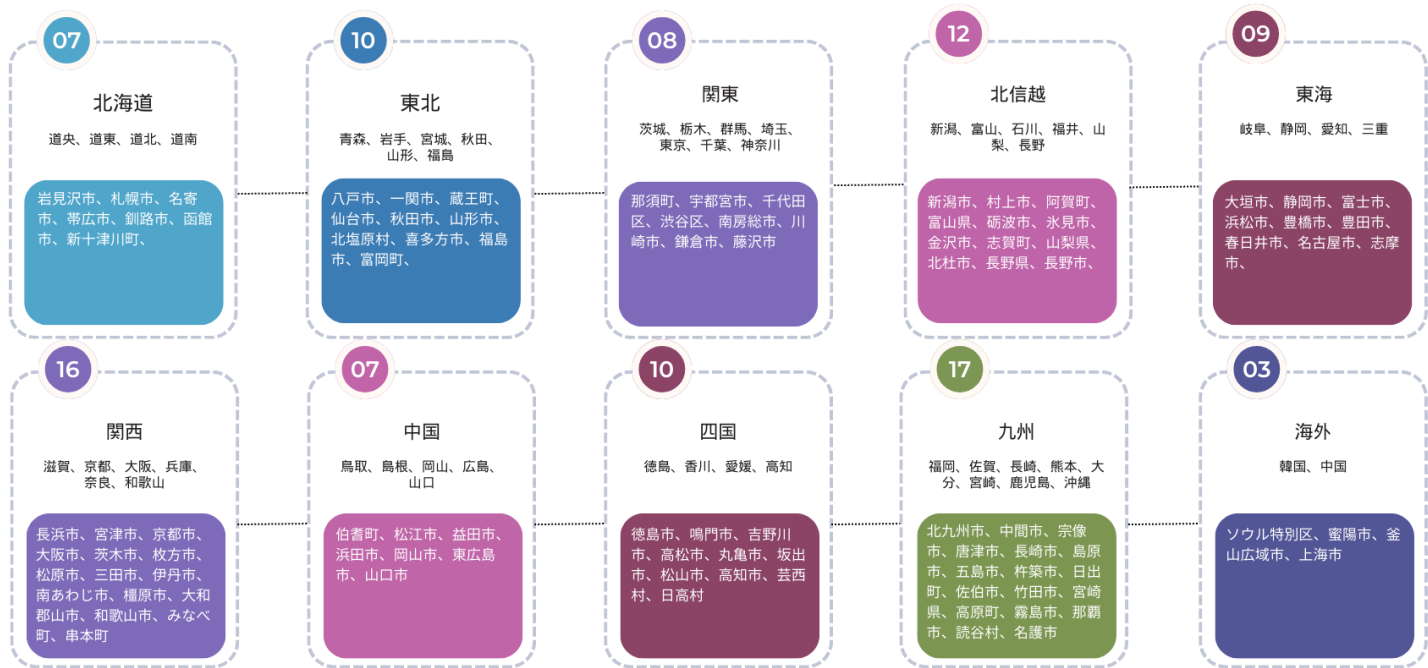 07
北海道
道央、道東、道北、道南
岩見沢市、札幌市、名寄
市、帯広市、釧路市、函館
市、新十津川町、
10
東北
青森、岩手、宮城、秋田、
山形、福島
八戸市、一関市、蔵王町、
仙台市、秋田市、山形市、
北塩原村、喜多方市、福島
市、富岡町、
08
関東
茨城、栃木、群馬、埼玉、
東京、千葉、神奈川
那須町、宇都宮市、千代田
区、渋谷区、南房総市、川
崎市、鎌倉市、藤沢市
12
北信越
新潟、富山、石川、福井、山
梨、長野
新潟市、村上市、阿賀町、
富山県、砺波市、氷見市、
金沢市、志賀町、山梨県、
北杜市、長野県、長野市、
09
東海
岐阜、静岡、愛知、三重
大垣市、静岡市、富士市、
浜松市、豊橋市、豊田市、
春日井市、名古屋市、志摩
市、
16
関西
滋賀、京都、大阪、兵庫、
奈良、和歌山
長浜市、宮津市、京都市、
大阪市、茨木市、枚方市、
松原市、三田市、伊丹市、
南あわじ市、橿原市、大和
郡山市、和歌山市、みなべ
町、串本町
07
中国
鳥取、島根、岡山、広島、
山口
伯耆町、松江市、益田市、
浜田市、岡山市、東広島
市、山口市
10
四国
徳島、香川、愛媛、高知
徳島市、鳴門市、吉野川
市、高松市、丸亀市、坂出
市、松山市、高知市、芸西
村、日高村
17
九州
福岡、佐賀、長崎、熊本、大
分、宮崎、鹿児島、沖縄
北九州市、中間市、宗像
市、唐津市、長崎市、島原
市、五島市、杵築市、日出
町、佐伯市、竹田市、宮崎
県、高原町、霧島市、那覇
市、読谷村、名護市
03
海外
韓国、中国
ソウル特別区、蜜陽市、釜
山広域市、上海市